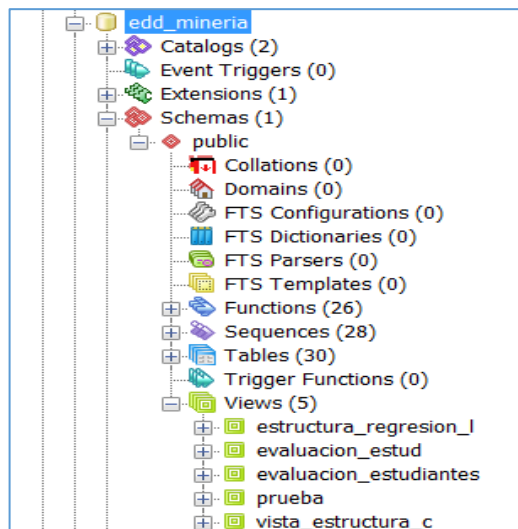 edd_mineria
Catalogs (2)
Event Triggers (0)
Extensions (1)
Schemas (1)
public
Collations (0)
Domains (0)
FTS Configurations (0)
FTS Dictionaries (0)
FTS Parsers (0)
FTS Templates (0)
Functions (26)
Sequences (28)
Tables (30)
Trigger Functions (0)
Views (5)
estructura_regresion_l
evaluacion_estud
evaluacion_estudiantes
prueba
vista_estructura_c